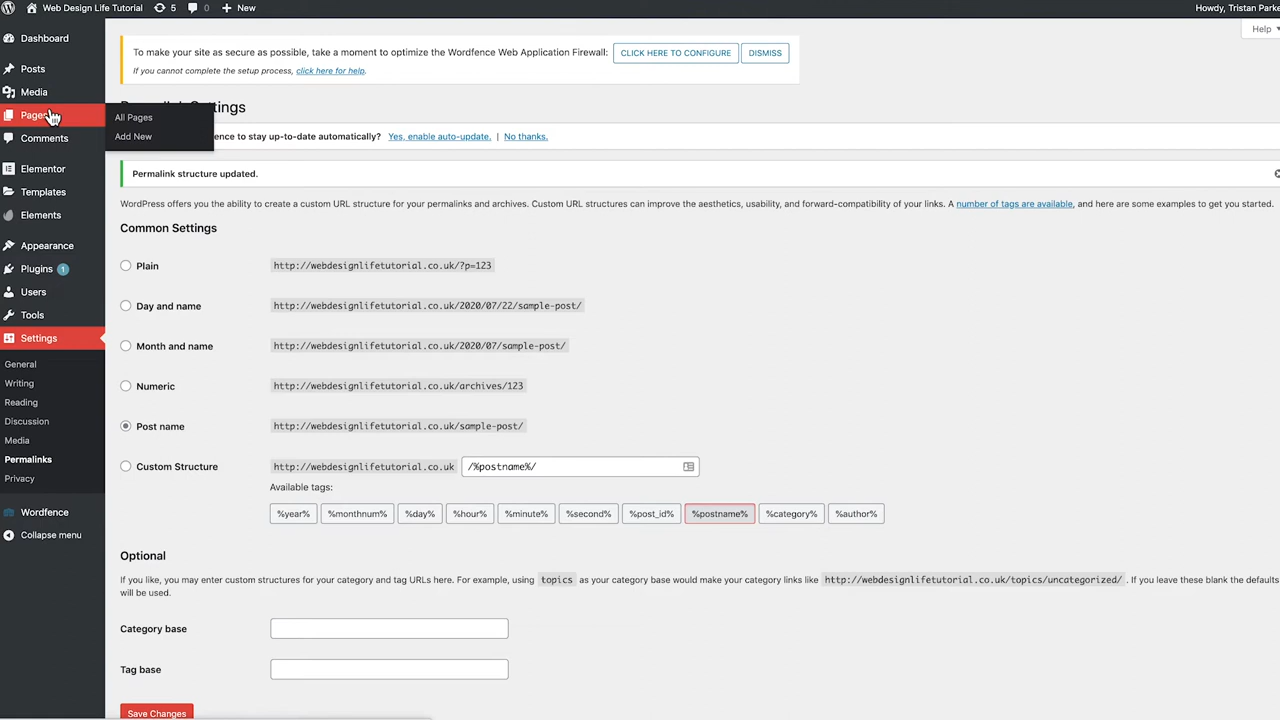 Web Design Life Tutorial 5 0 New Howdy, Tristan Parke
Help
Dashboard
Posts
Media
Pages
All Pages
Add New
Comments
Elementor
Templates
Elements
Appearance
Plugins 1
Users
Tools
Settings
General
Writing
Reading
Discussion
Media
Permalinks
Privacy
Wordfence
Collapse menu
To make your site as secure as possible, take a moment to optimize the Wordfence Web Application Firewall: CLICK HERE TO CONFIGURE DISMISS
If you cannot complete the setup process, click here for help.
ttings
ence to stay up-to-date automatically? Yes, enable auto-update. | No thanks.
Permalink structure updated.
WordPress offers you the ability to create a custom URL structure for your permalinks and archives. Custom URL structures can improve the aesthetics, usability, and forward-compatibility of your links. A number of tags are available, and here are some examples to get you started.
Common Settings
Plain http://webdesignlifetutorial.co.uk/?p=123
Day and name http://webdesignlifetutorial.co.uk/2020/07/22/sample-post/
Month and name http://webdesignlifetutorial.co.uk/2020/07/sample-post/
Numeric http://webdesignlifetutorial.co.uk/archives/123
Post name http://webdesignlifetutorial.co.uk/sample-post/
Custom Structure http://webdesignlifetutorial.co.uk /%postname%/
Available tags:
%year% %monthnum% %day% %hour% %minute% %second% %post_id% %postname% %category% %author%
Optional
If you like, you may enter custom structures for your category and tag URLs here. For example, using topics as your category base would make your category links like http://webdesignlifetutorial.co.uk/topics/uncategorized/ . If you leave these blank the defaults
will be used.
Category base
Tag base
Save Changes